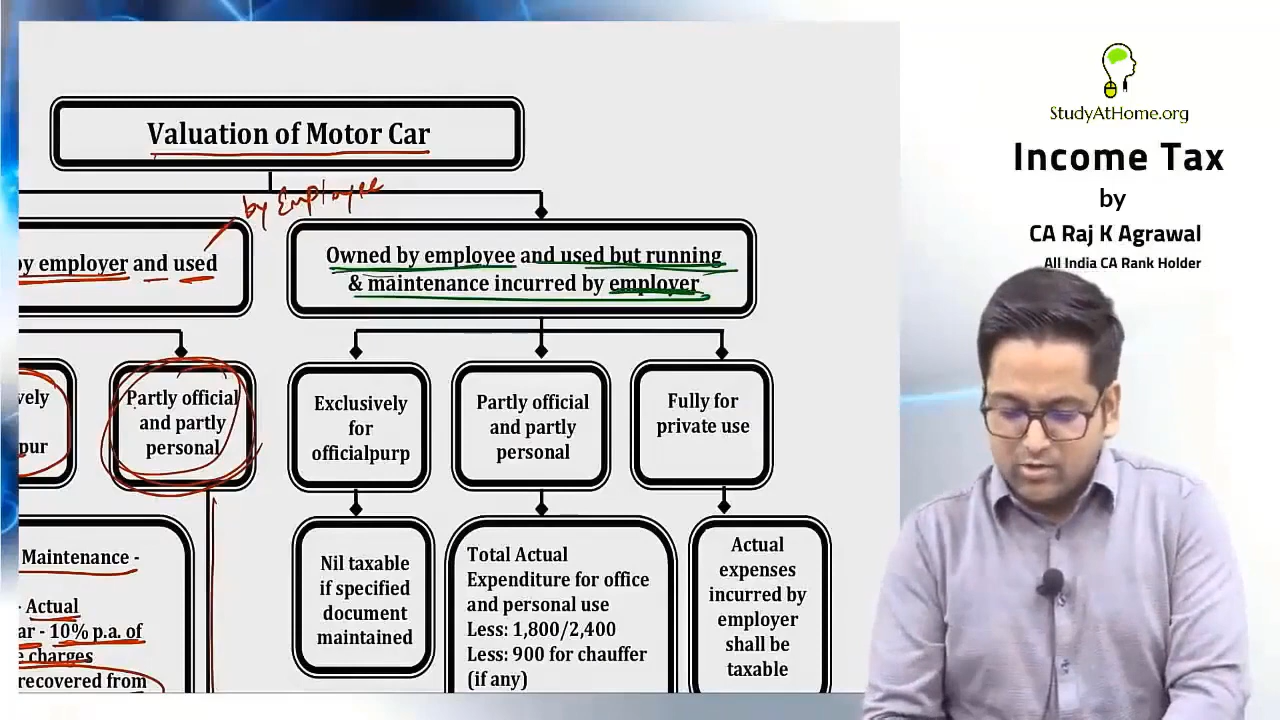 Valuation of Motor Car
by Employee
by employer and used
Owned by employee and used but running
& maintenance incurred by employer
Partly official
and partly
personal
Exclusively
for
officialpurp
Partly official
and partly
personal
Fully for
private use
Maintenance -
- Actual
- 10% p.a. of
charges
recovered from
Nil taxable
if specified
document
maintained
Total Actual
Expenditure for office
and personal use
Less: 1,800/2,400
Less: 900 for chauffer
(if any)
Actual
expenses
incurred by
employer
shall be
taxable
StudyAtHome.org
Income Tax
by
CA Raj K Agrawal
All India CA Rank Holder